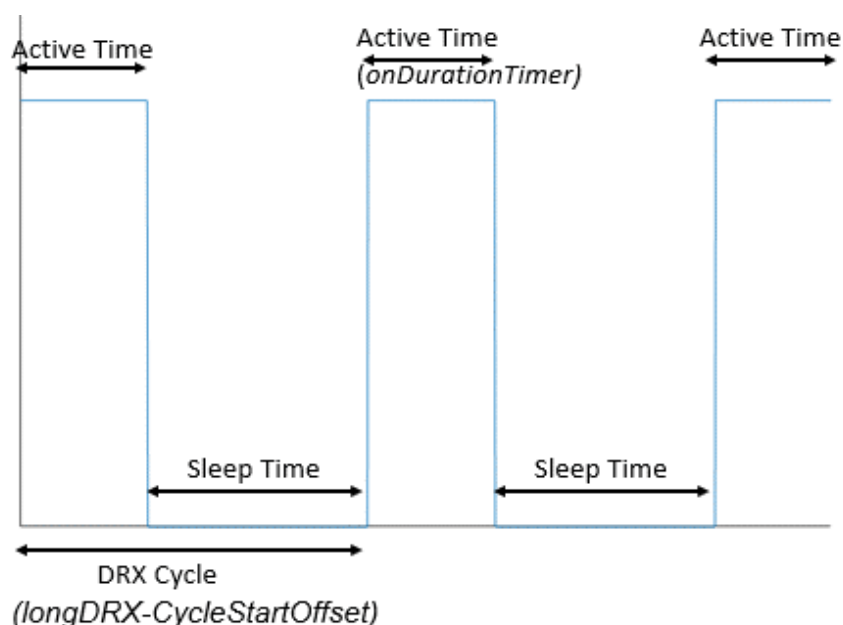 Active Time
Active Time
Active Time
(onDurationTimer)
Sleep Time
Sleep Time
DRX Cycle
(longDRX-CycleStartOffset)